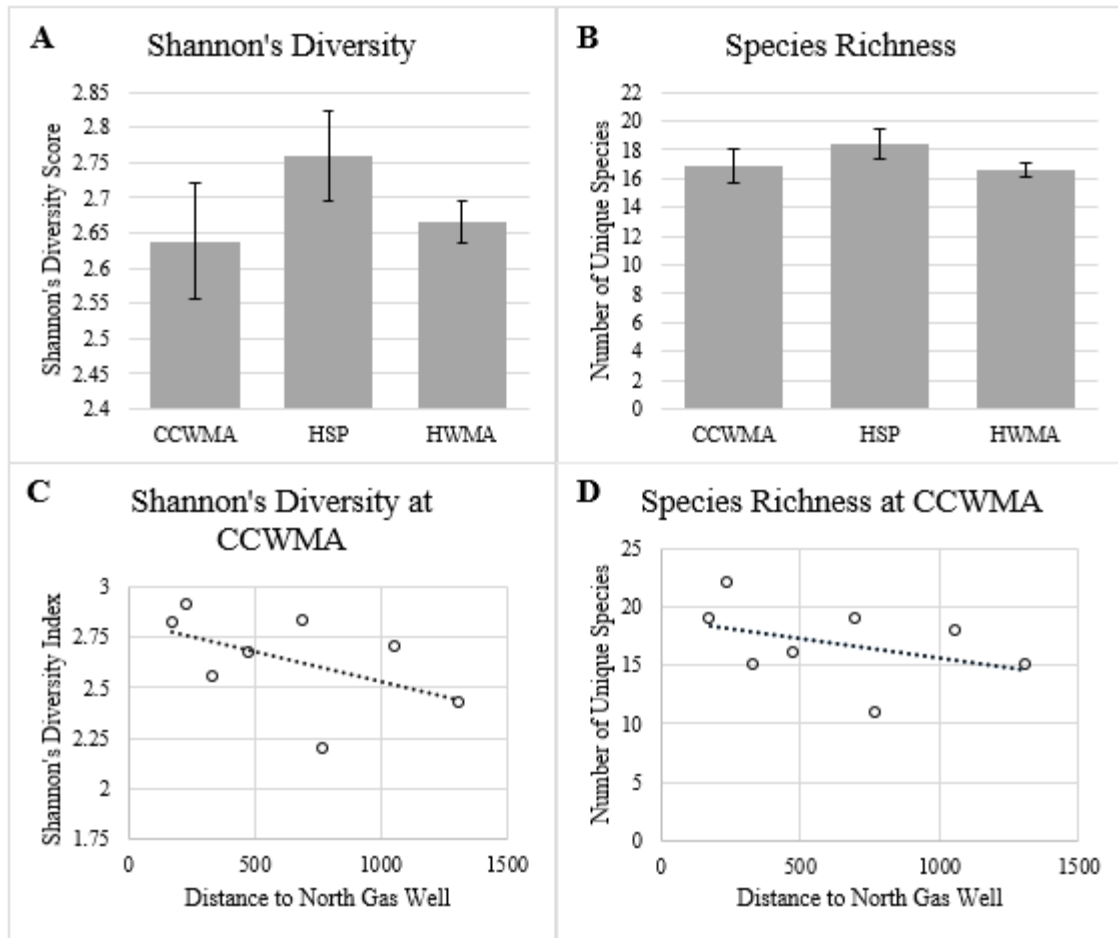 A
Shannon's Diversity
Shannon's Diversity Score
2.85
2.8
2.75
2.7
2.65
2.6
2.55
2.5
2.45
2.4
CCWMA HSP HWMA
B
Species Richness
Number of Unique Species
22
20
18
16
14
12
10
8
6
4
2
0
CCWMA HSP HWMA
C
Shannon's Diversity at
CCWMA
Shannon's Diversity Index
3
2.75
2.5
2.25
2
1.75
0 500 1000 1500
Distance to North Gas Well
D
Species Richness at CCWMA
Number of Unique Species
25
20
15
10
5
0
0 500 1000 1500
Distance to North Gas Well